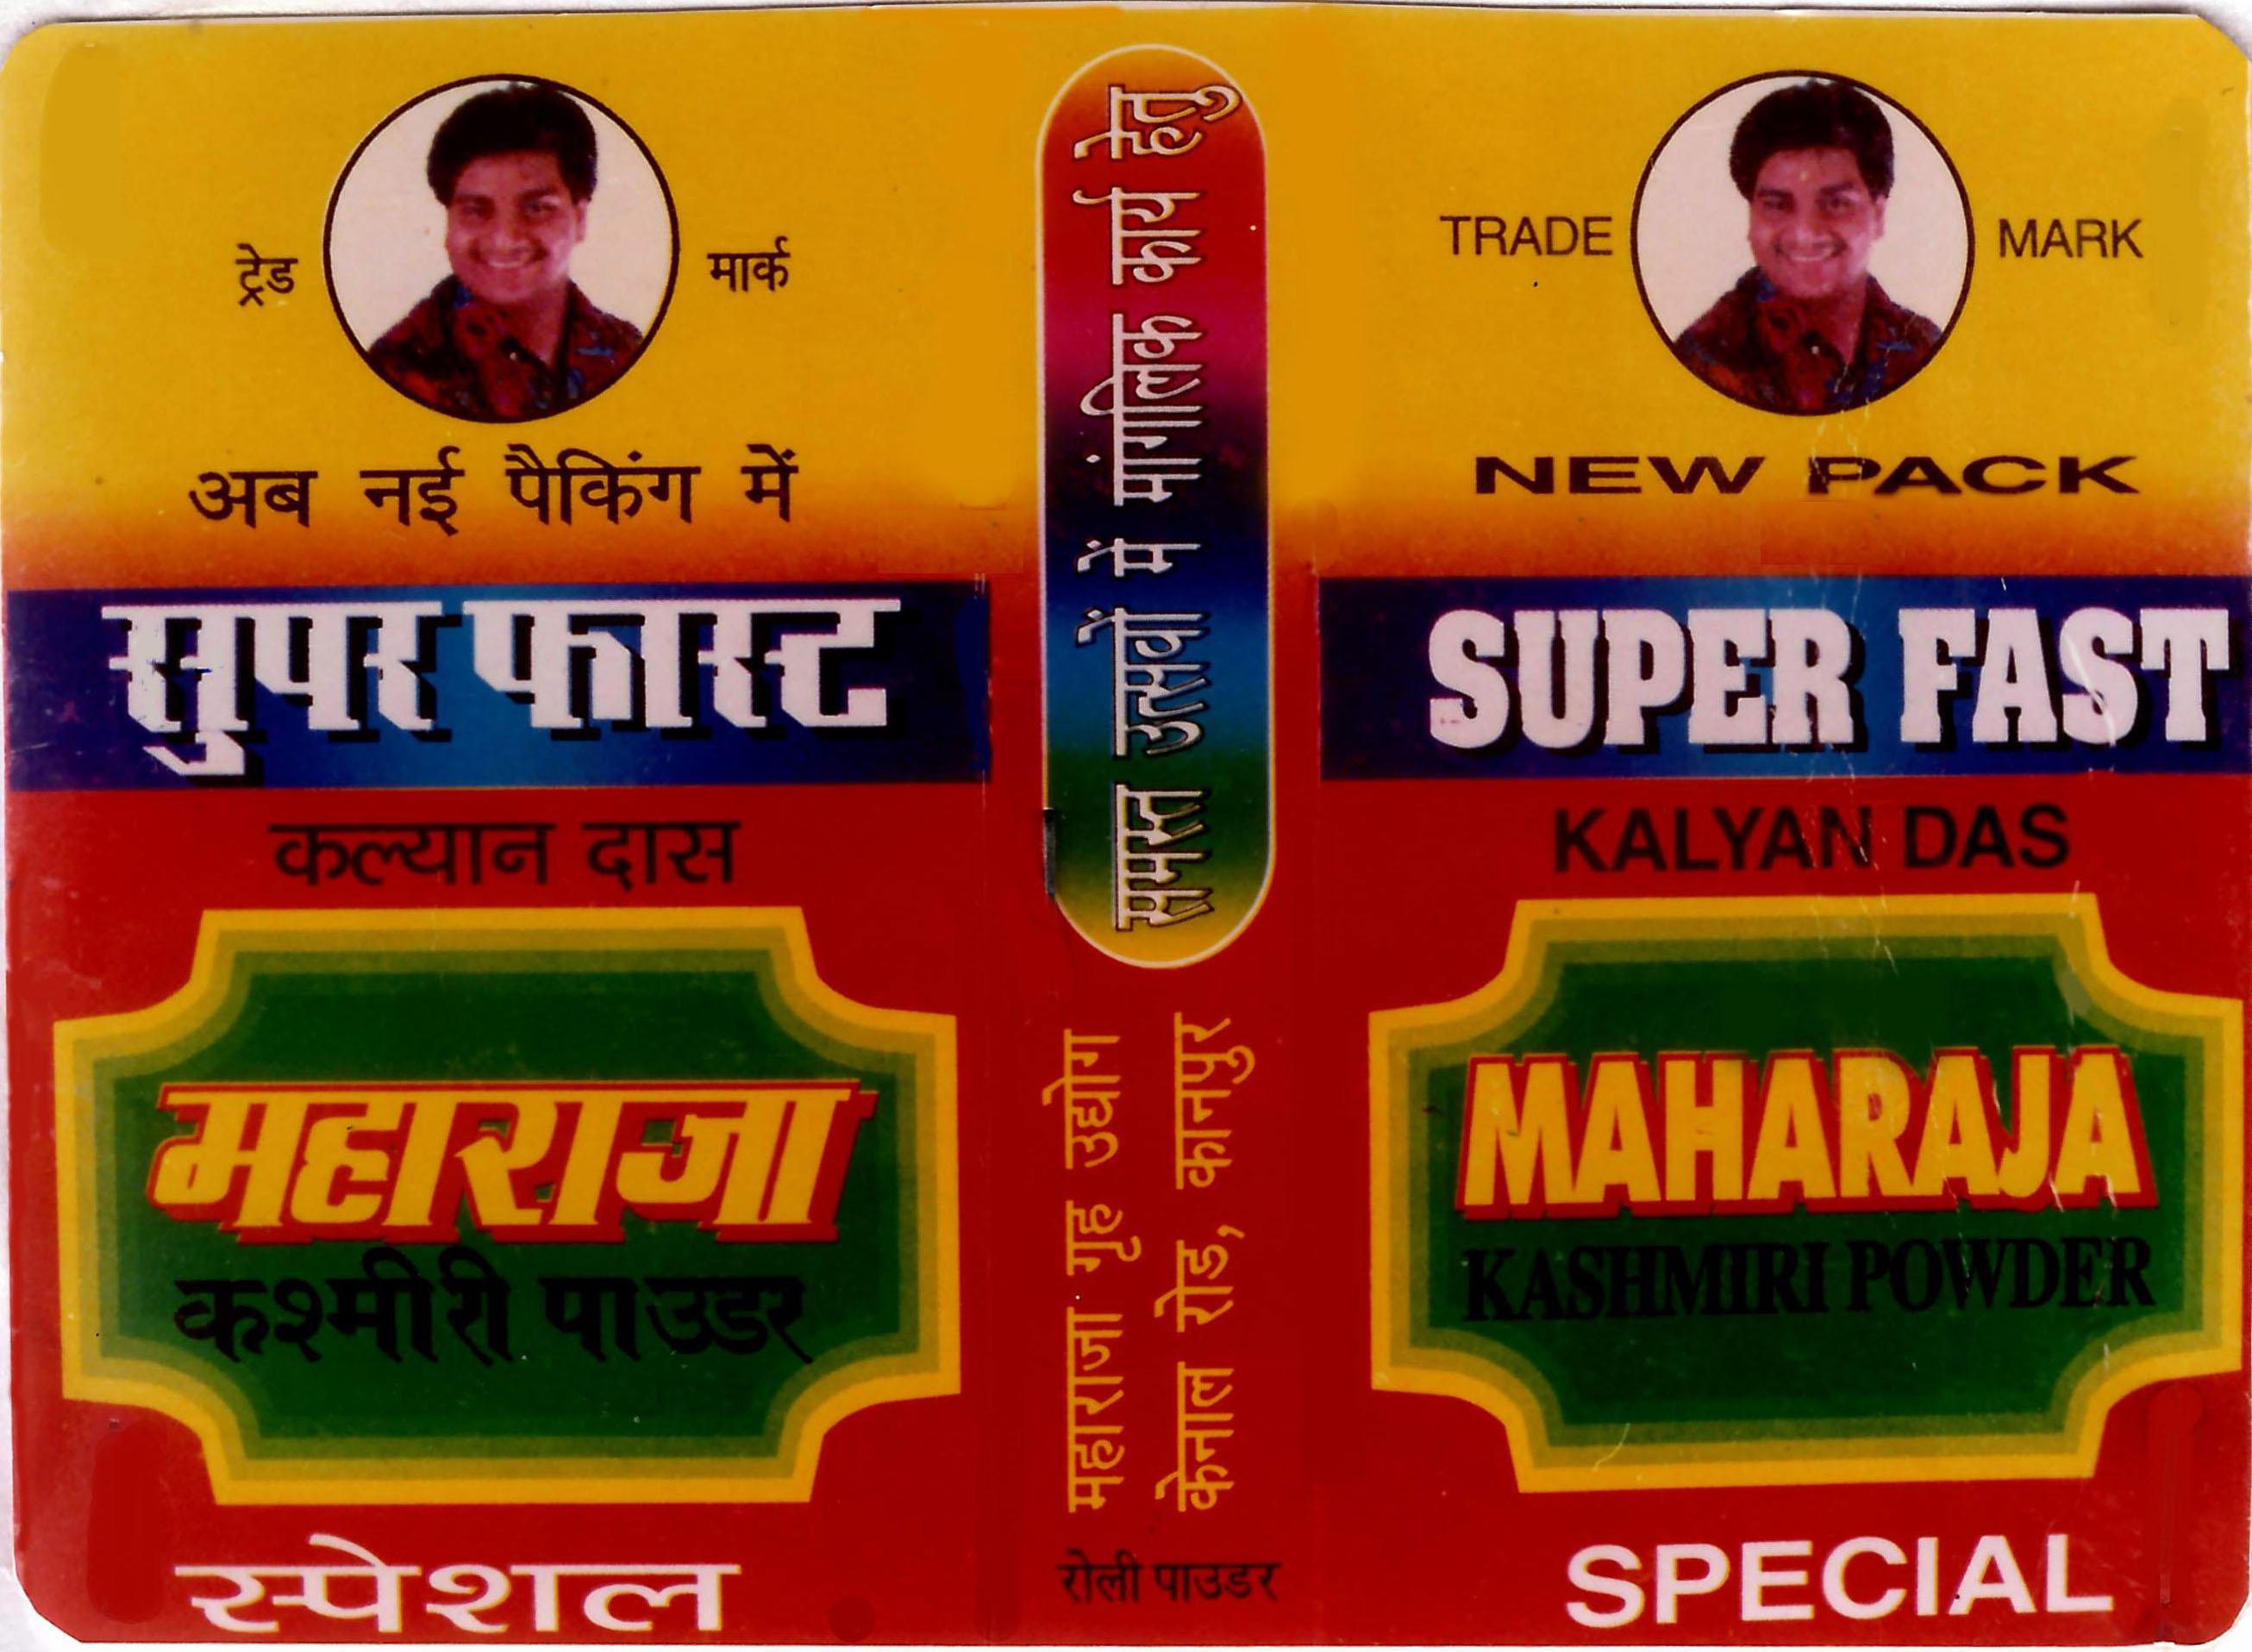 ट्रेड मार्क
अब नई पैकिंग में
सुपर फास्ट
कल्यान दास
महाराजा
कश्मीरी पाउडर
स्पेशल
समस्त उत्सवों में मांगलिक कार्य हेतु
महाराजा गृह उद्योग
केनाल रोड, कानपुर
रोली पाउडर
TRADE MARK
NEW PACK
SUPER FAST
KALYAN DAS
MAHARAJA
KASHMIRI POWDER
SPECIAL